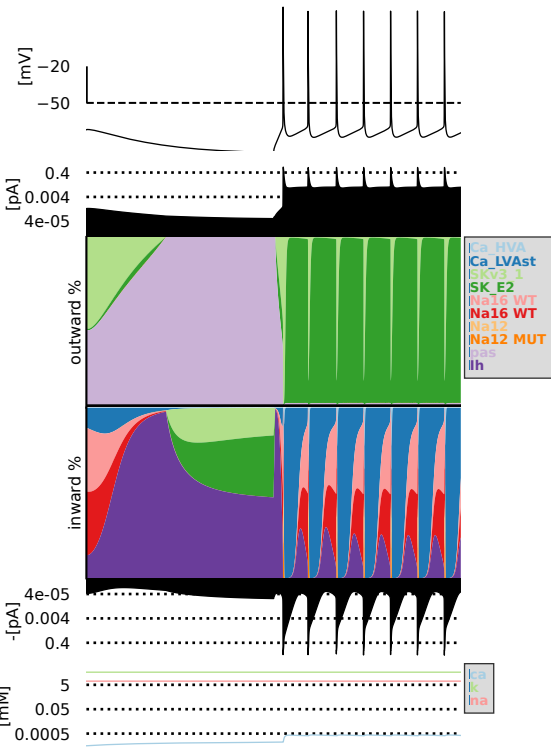 [mV]
−20
−50
[pA]
0.4
0.004
4e-05
outward %
Ca_HVA
Ca_LVAst
SKv3_1
SK_E2
Na16 WT
Na16 WT
Na12
Na12 MUT
pas
Ih
inward %
-[pA]
4e-05
0.004
0.4
[mM]
5
0.05
0.0005
ca
k
na